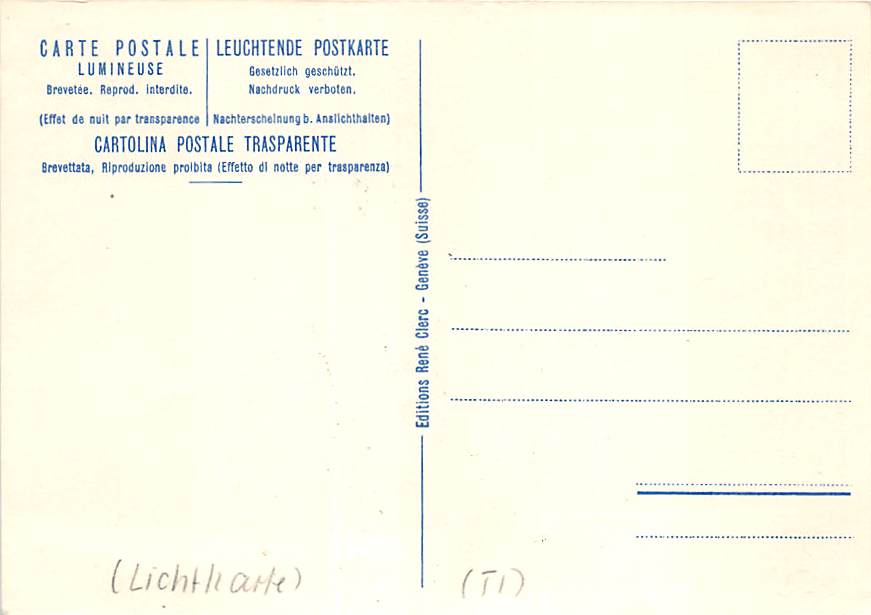 CARTE POSTALE
LUMINEUSE
Brevetée. Reprod. interdite.
(Effet de nuit par transparence
LEUCHTENDE POSTKARTE
Gesetzlich geschützt.
Nachdruck verboten.
Nachterscheinung b. Anslichthalten)
CARTOLINA POSTALE TRASPARENTE
Brevettata, Riproduzione proibita (Effetto di notte per trasparenza)
Editions René Clerc - Genève (Suisse)
(Lichtkarte)
(TI)